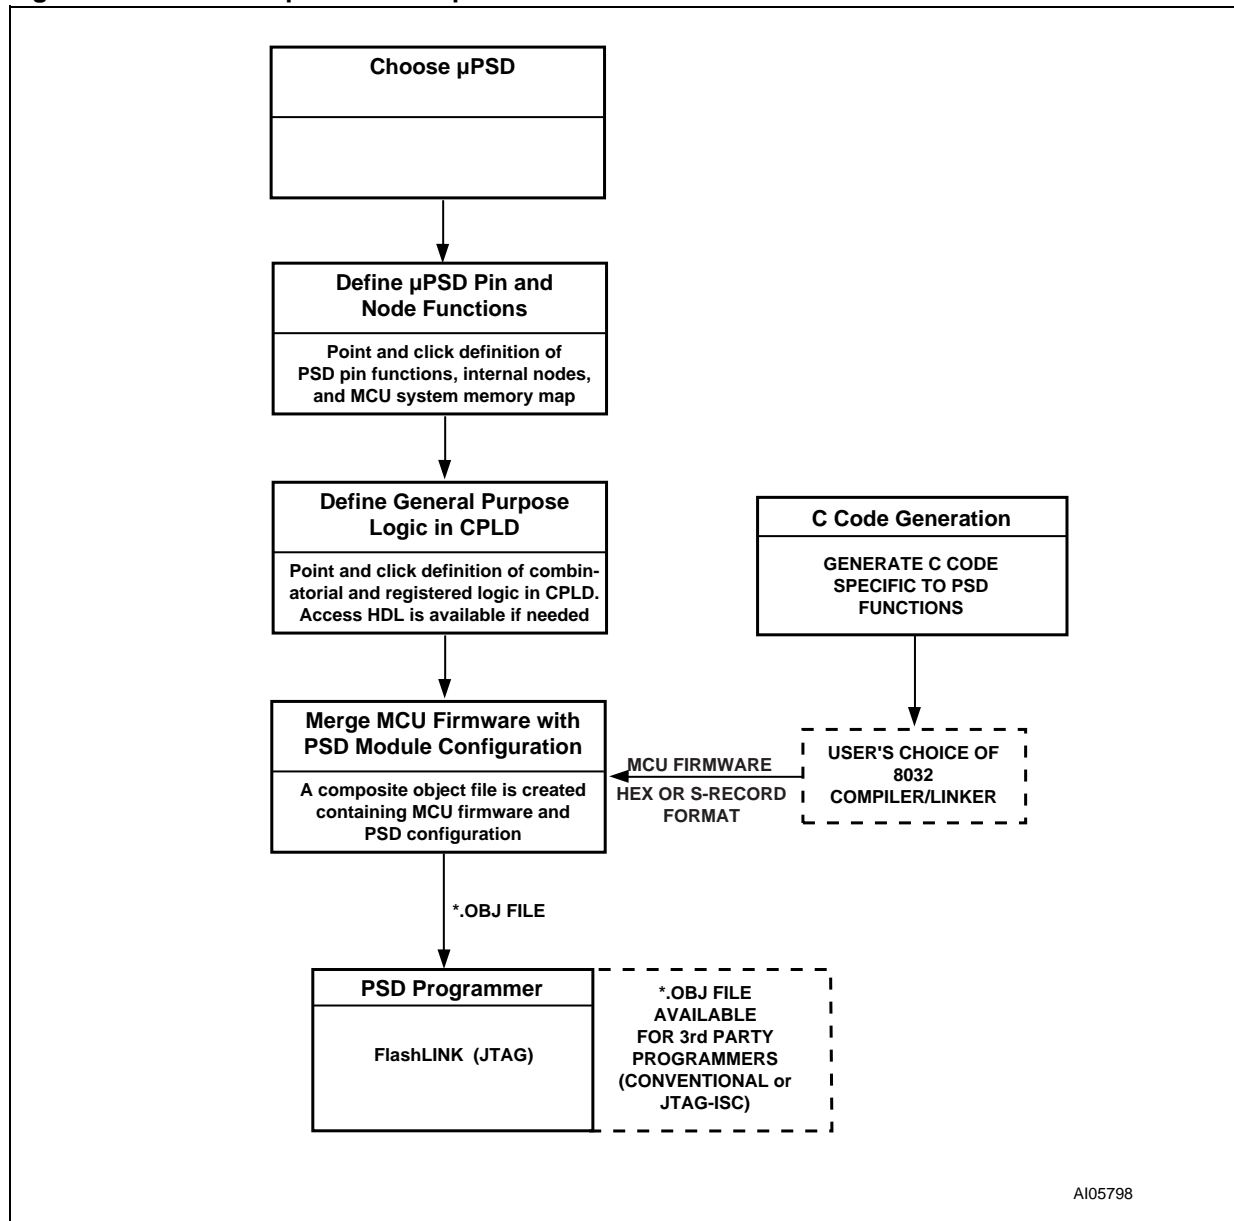 Choose µPSD
Define µPSD Pin and
Node Functions
Point and click definition of
PSD pin functions, internal nodes,
and MCU system memory map
Define General Purpose
Logic in CPLD
Point and click definition of combin-
atorial and registered logic in CPLD.
Access HDL is available if needed
C Code Generation
GENERATE C CODE
SPECIFIC TO PSD
FUNCTIONS
Merge MCU Firmware with
PSD Module Configuration
A composite object file is created
containing MCU firmware and
PSD configuration
MCU FIRMWARE
HEX OR S-RECORD
FORMAT
USER'S CHOICE OF
8032
COMPILER/LINKER
*.OBJ FILE
PSD Programmer
FlashLINK (JTAG)
*.OBJ FILE
AVAILABLE
FOR 3rd PARTY
PROGRAMMERS
(CONVENTIONAL or
JTAG-ISC)
AI05798